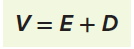 V = E + D